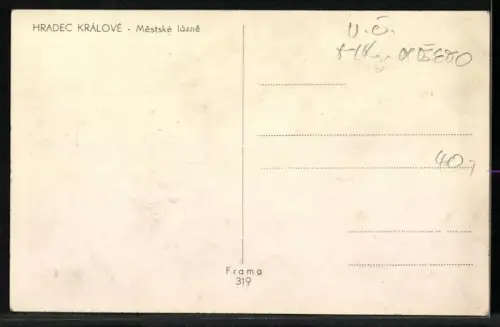 HRADEC KRÁLOVÉ - Městské lázně
V.Č.
40,-
Frama
319